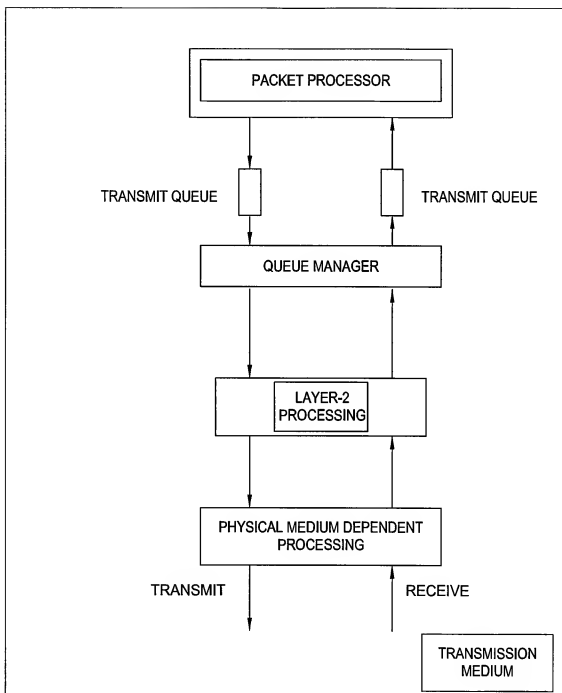 PACKET PROCESSOR
TRANSMIT QUEUE
TRANSMIT QUEUE
QUEUE MANAGER
LAYER-2
PROCESSING
PHYSICAL MEDIUM DEPENDENT
PROCESSING
TRANSMIT
RECEIVE
TRANSMISSION
MEDIUM